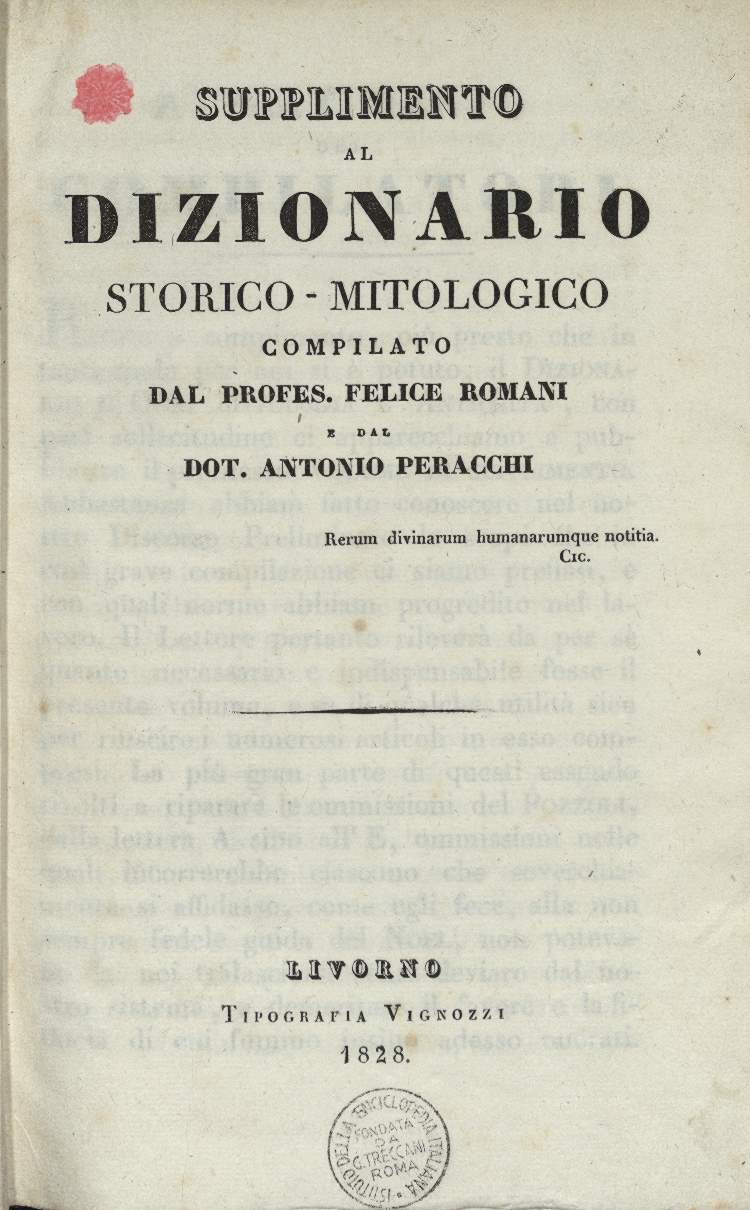 SUPPLIMENTO
AL
DIZIONARIO
STORICO - MITOLOGICO
COMPILATO
DAL PROFES. FELICE ROMANI
E DAL
DOT. ANTONIO PERACCHI
Rerum divinarum humanarumque notitia.
CIC.
LIVORNO
TIPOGRAFIA VIGNOZZI
1828.
ISTITUTO DELLA ENCICLOPEDIA ITALIANA
FONDATA
DA
G. TRECCANI
ROMA